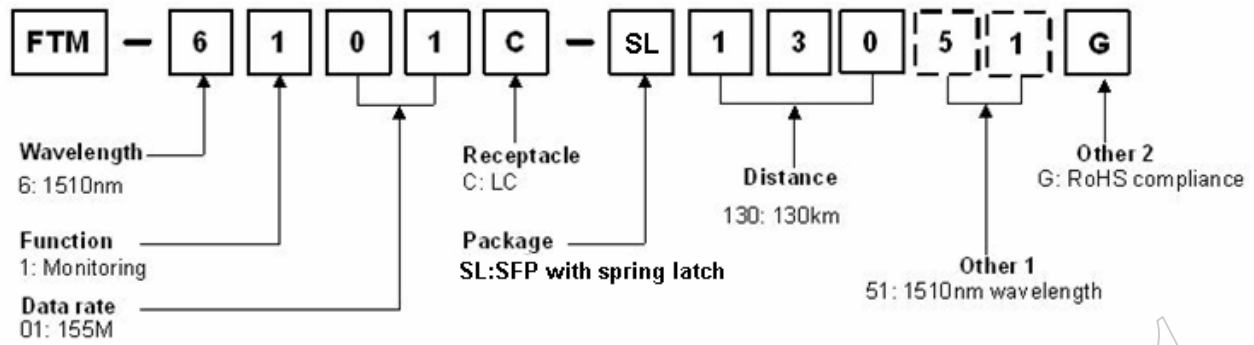 FTM – 6 1 0 1 C – SL 1 3 0 5 1 G
Wavelength
6: 1510nm
Function
1: Monitoring
Data rate
01: 155M
Receptacle
C: LC
Package
SL:SFP with spring latch
Distance
130: 130km
Other 1
51: 1510nm wavelength
Other 2
G: RoHS compliance